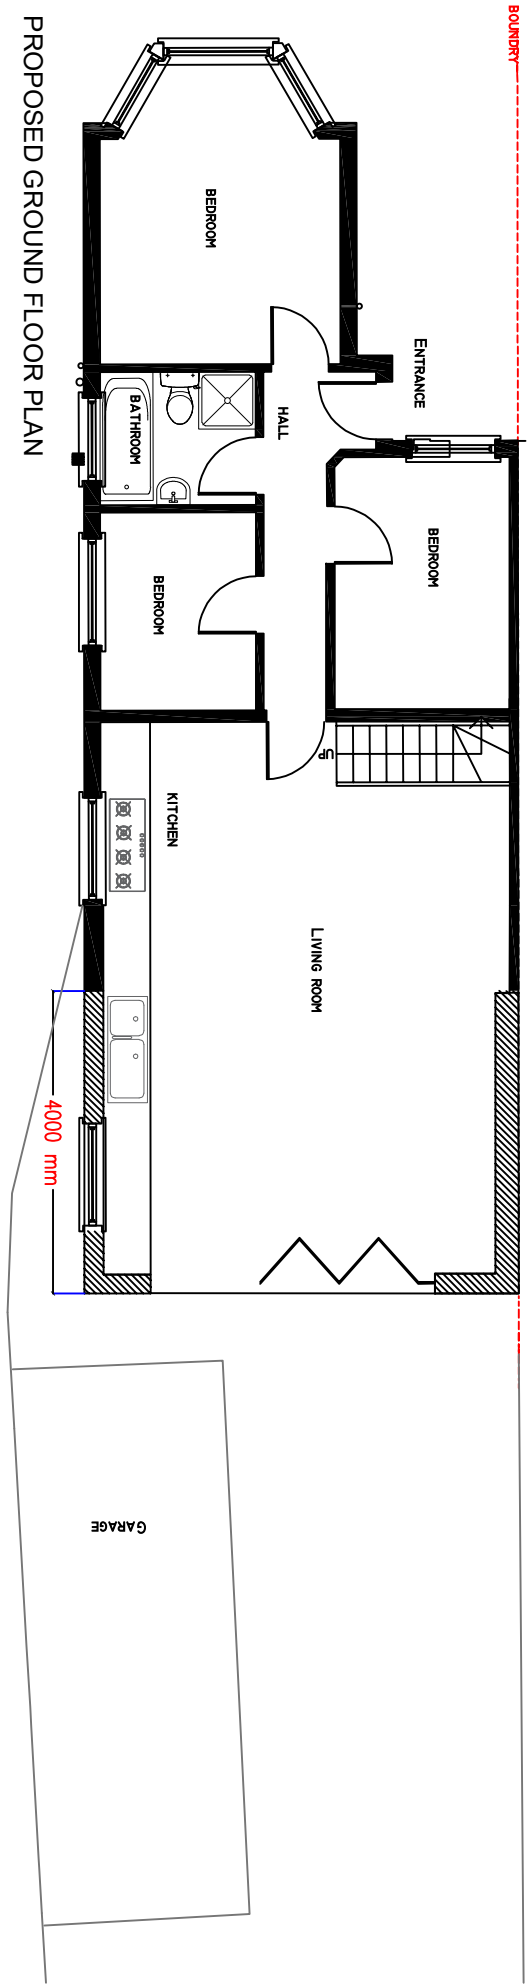 BOUNDRY
PROPOSED GROUND FLOOR PLAN
BEDROOM
ENTRANCE
HALL
BATHROOM
BEDROOM
BEDROOM
UP
KITCHEN
LIVING ROOM
4000 mm
GARAGE